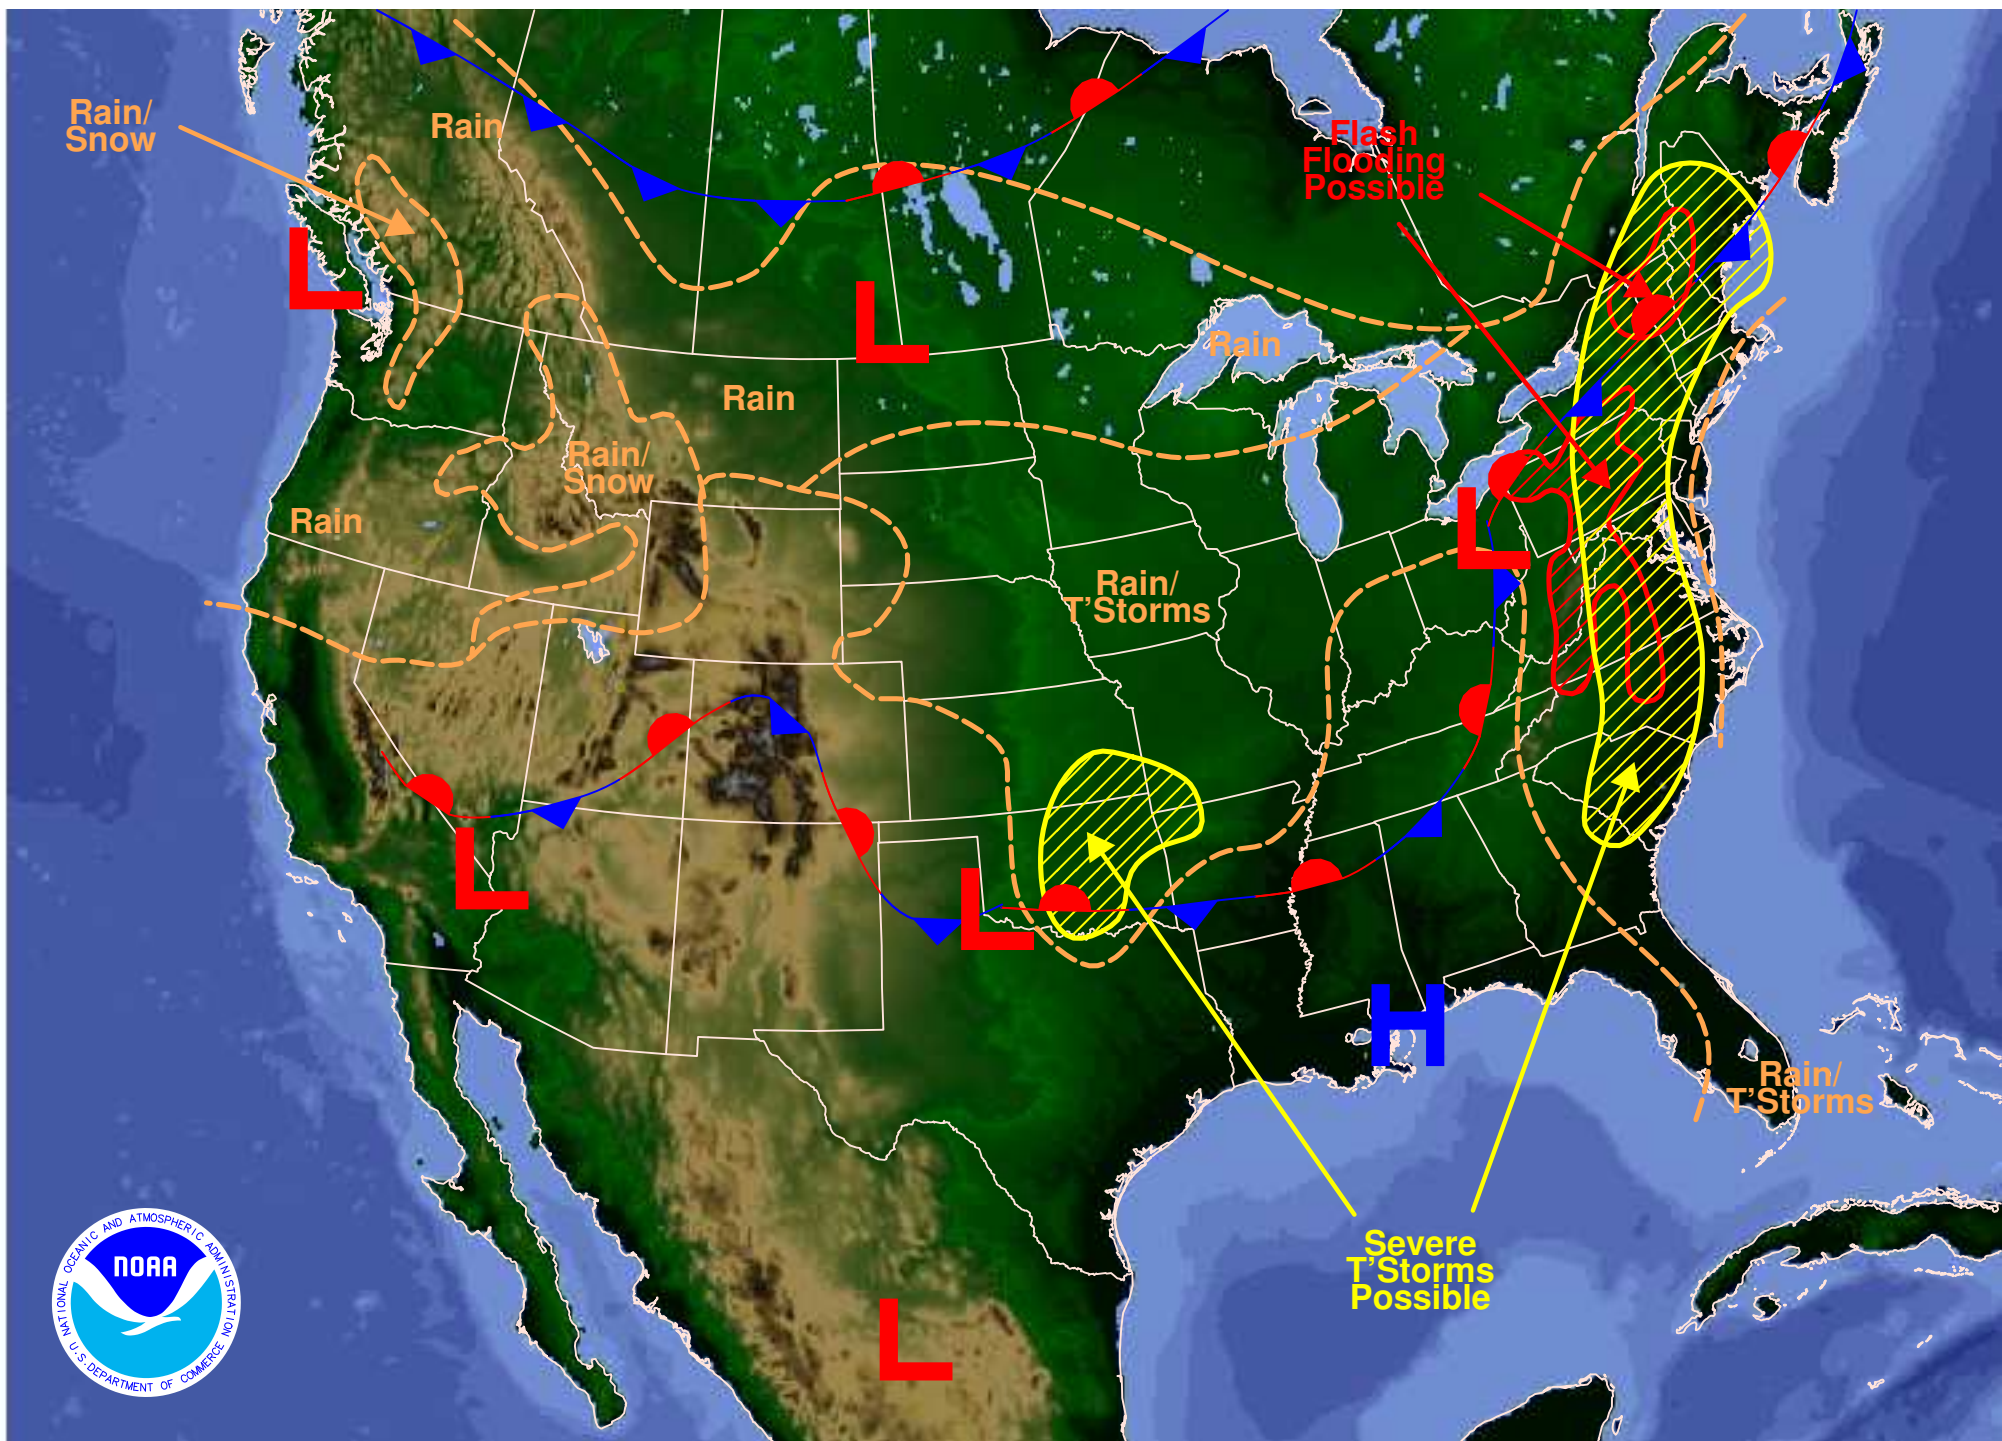 Rain/
Snow
Rain
Flash
Flooding
Possible
Rain
Rain
Rain/
Snow
Rain
Rain/
T'Storms
Rain/
T'Storms
Severe
T'Storms
Possible
L
L
L
L
L
H
L
NATIONAL OCEANIC AND ATMOSPHERIC ADMINISTRATION
NOAA
U.S. DEPARTMENT OF COMMERCE